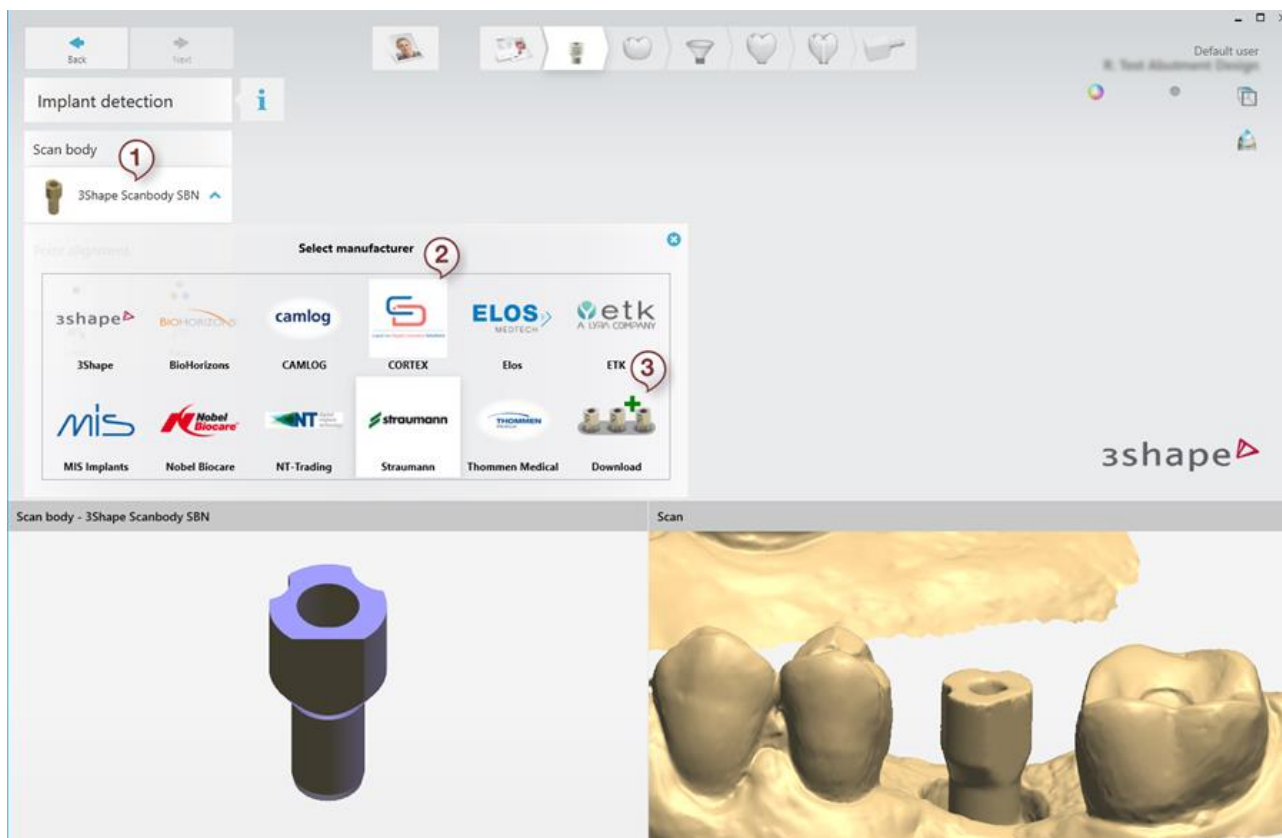 Back
Next
Default user
Implant detection
i
Scan body
1
3Shape Scanbody SBN
Select manufacturer
2
3shape
BIOHORIZONS
camlog
ELOS
MEDTECH
etk
A LYRA COMPANY
3Shape
BioHorizons
CAMLOG
CORTEX
Elos
ETK
3
mis
Nobel
Biocare
NT
straumann
THOMMEN
Medical
MIS Implants
Nobel Biocare
NT-Trading
Straumann
Thommen Medical
Download
3shape
Scan body - 3Shape Scanbody SBN
Scan